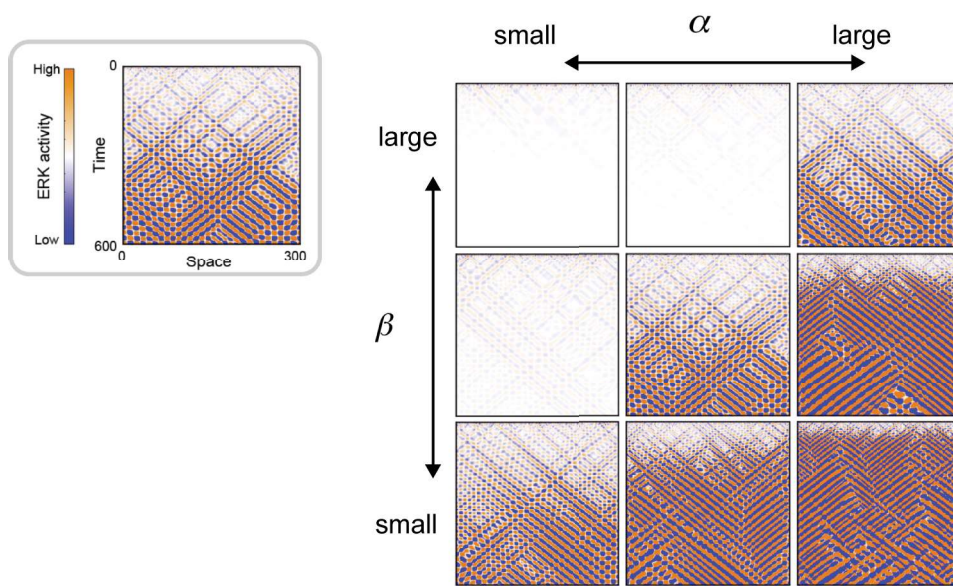 High
ERK activity
Low
0
Time
600
0
Space
300
α
small
large
large
β
small